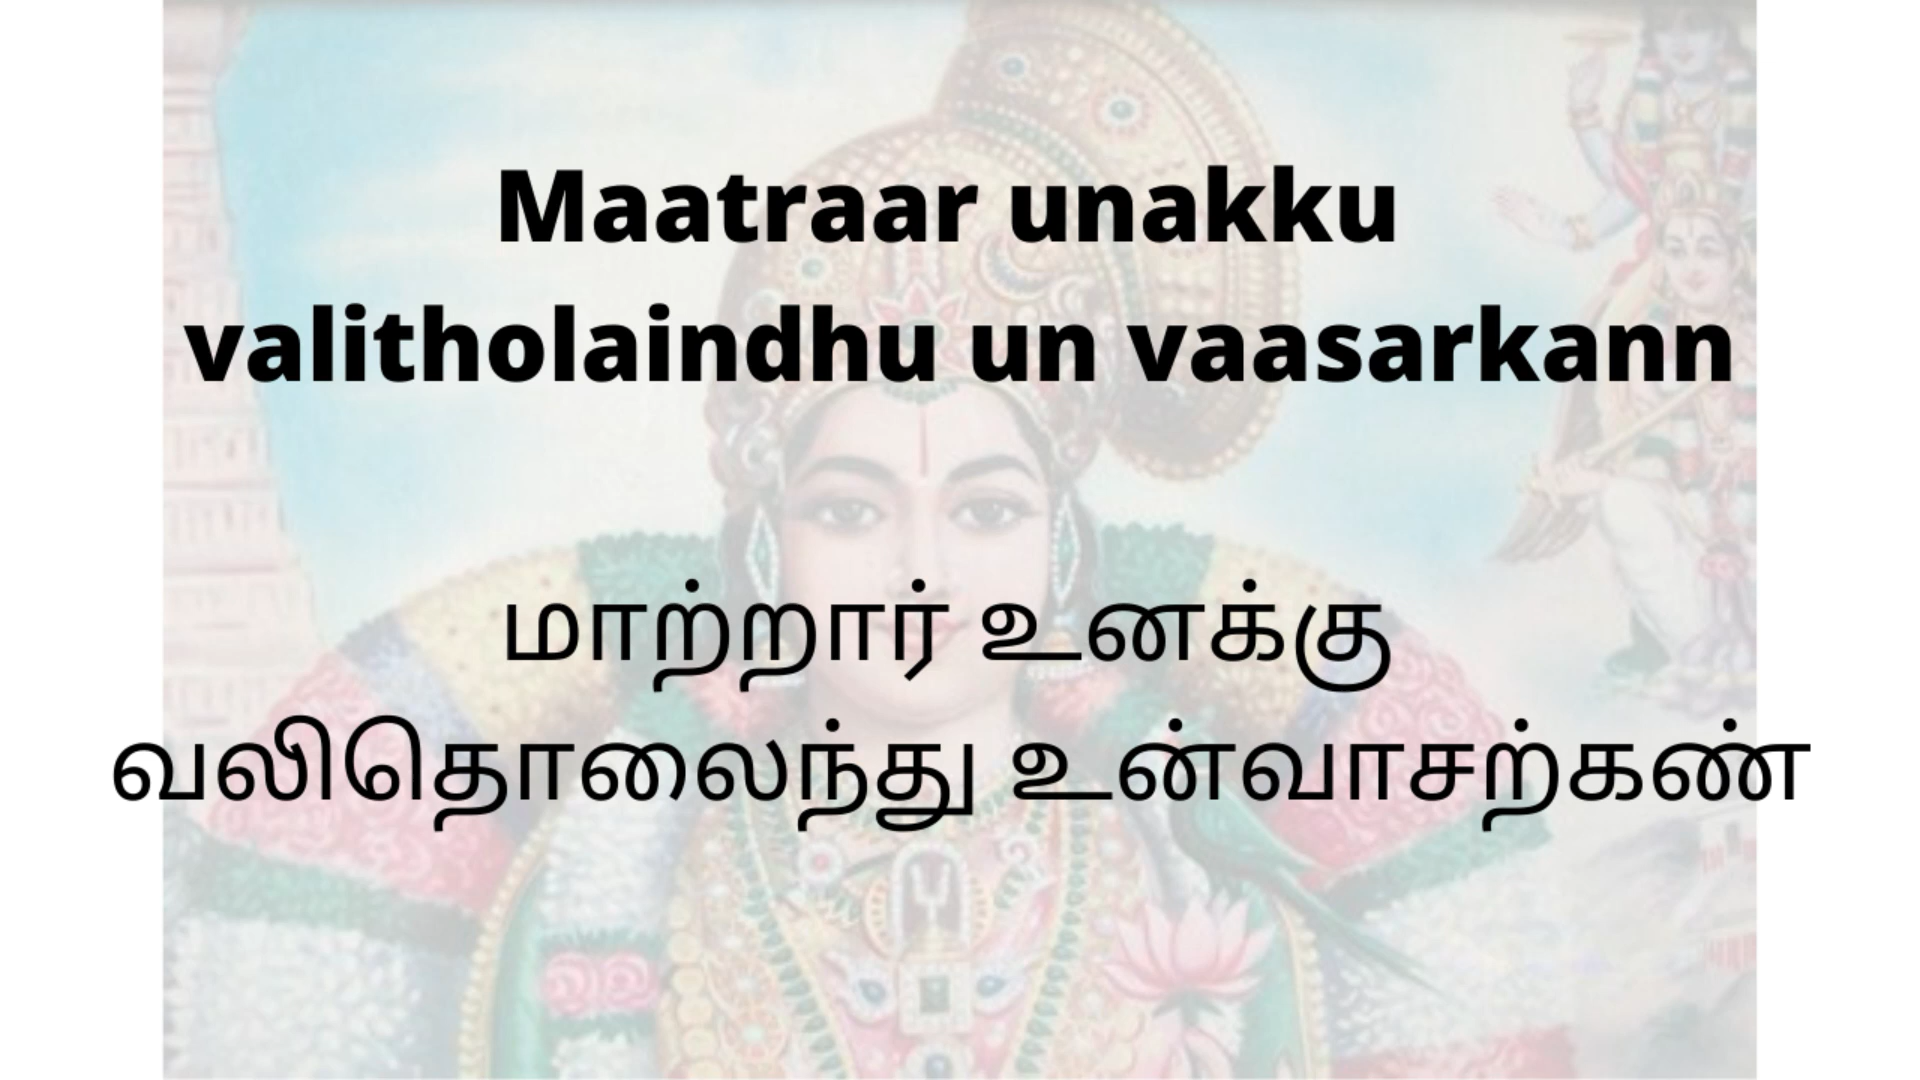 Maatraar unakku
valitholaindhu un vaasarkann
மாற்றார் உனக்கு
வலிதொலைந்து உன்வாசற்கண்